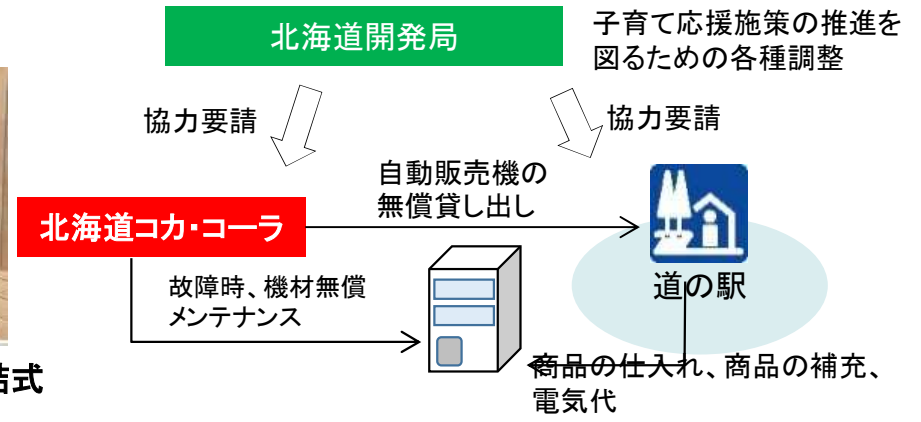 北海道開発局
子育て応援施策の推進を
図るための各種調整
協力要請
協力要請
自動販売機の
無償貸し出し
北海道コカ・コーラ
道の駅
故障時、機材無償
メンテナンス
結式
商品の仕入れ、商品の補充、
電気代